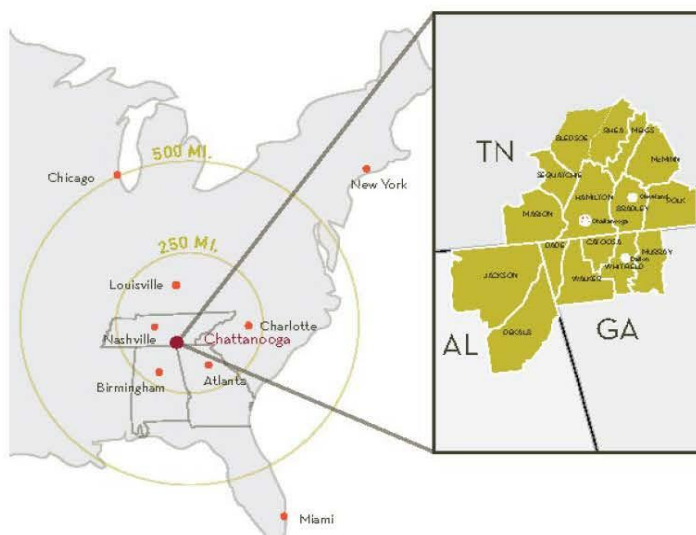 500 MI.
Chicago
New York
250 MI.
Louisville
Nashville
Chattanooga
Charlotte
Birmingham
Atlanta
Miami
TN
AL
GA
BLEDSOE
RHEA
MEIGS
McMINN
SEQUATCHIE
HAMILTON
BRADLEY
Cleveland
POLK
MARION
Chattanooga
DADE
CATOOSA
WHITFIELD
Dalton
MURRAY
WALKER
JACKSON
DEKALB